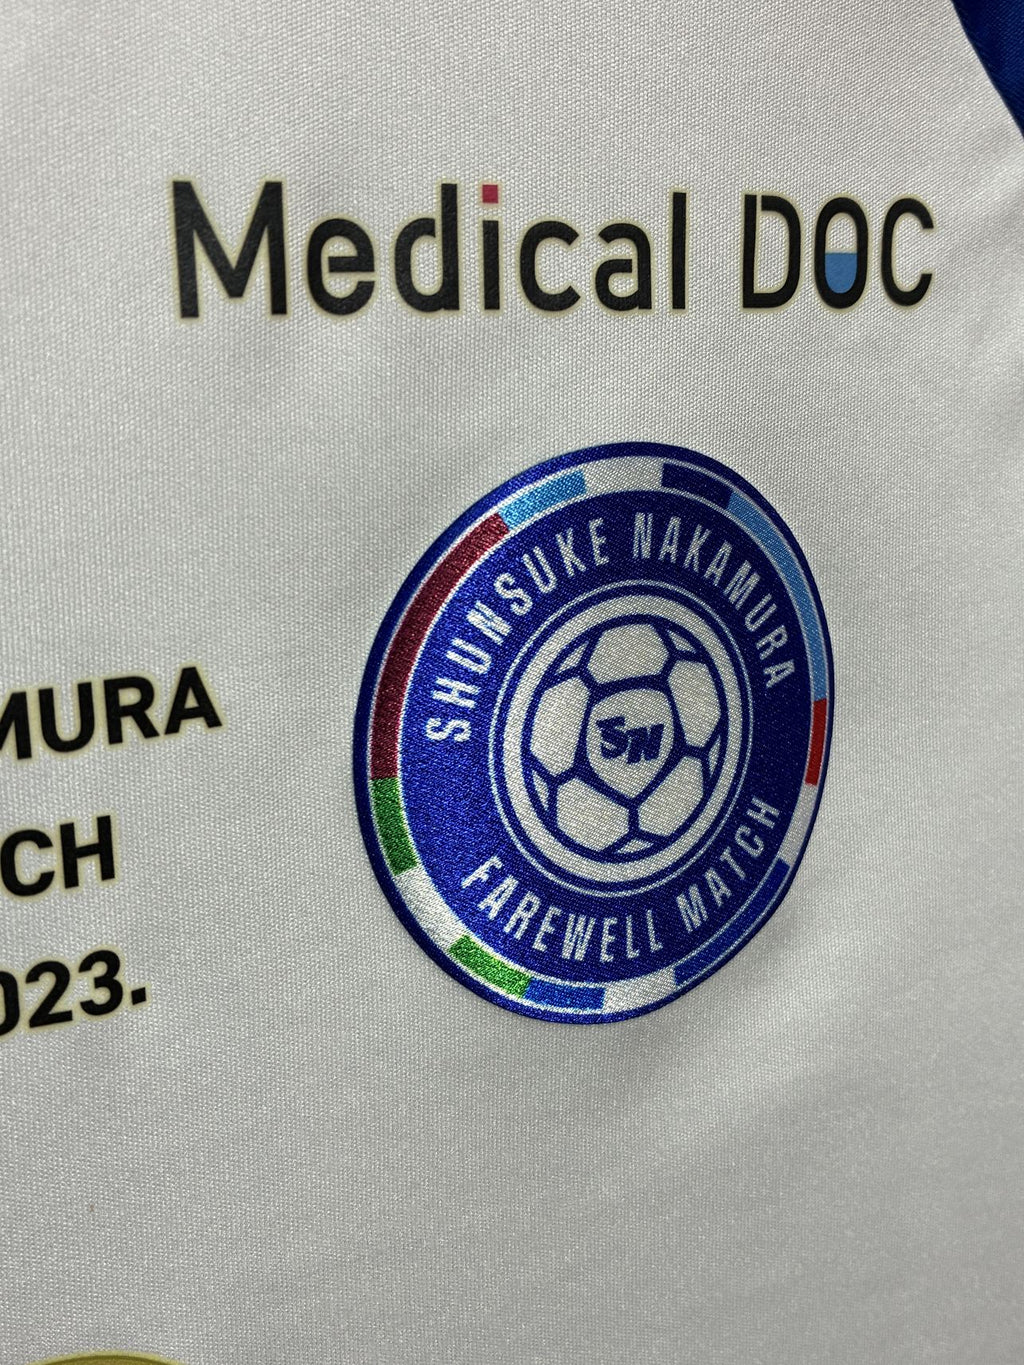 Medical DOC
SHUNSUKE NAKAMURA
SN
FAREWELL MATCH
MURA
CH
023.